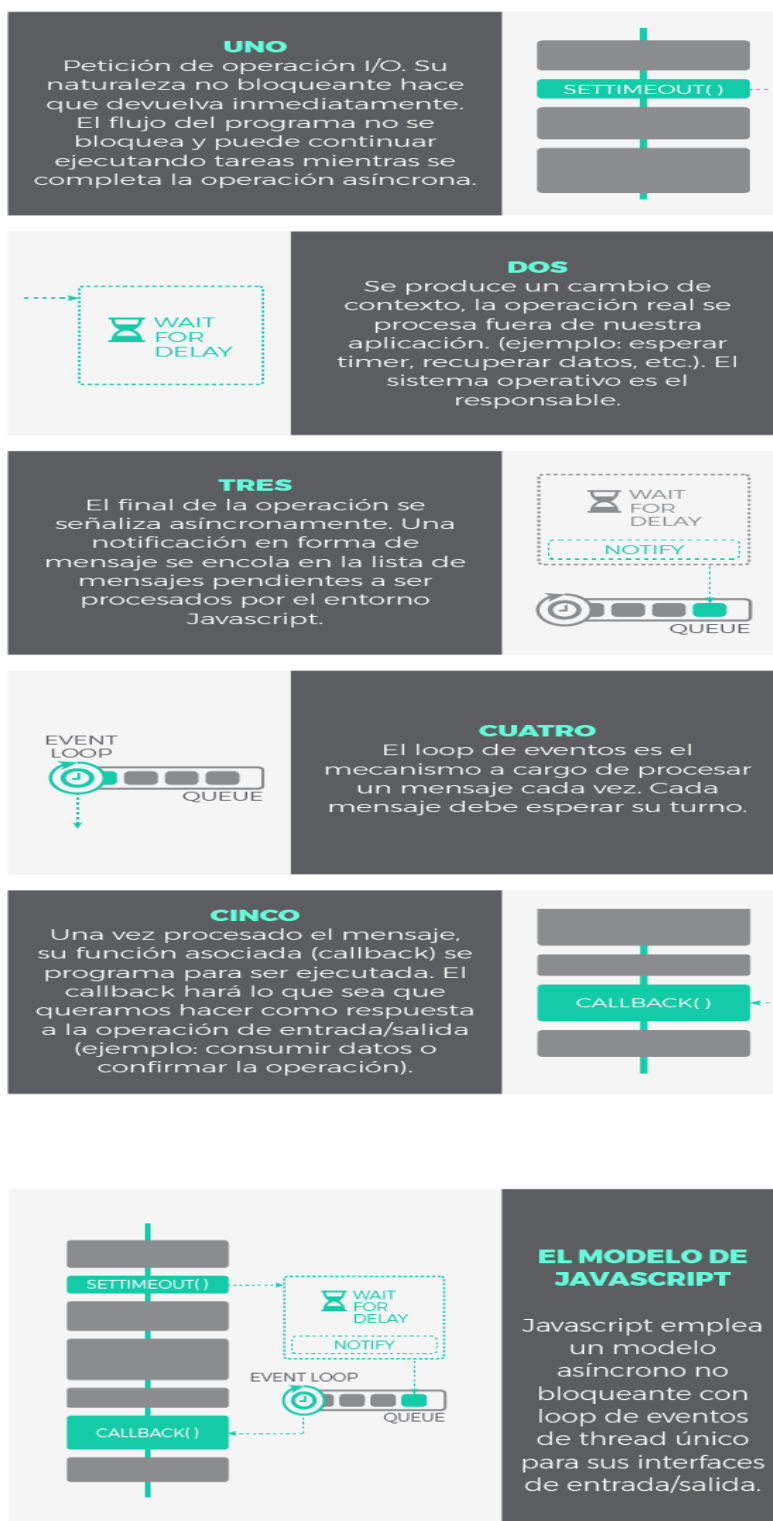 UNO
Petición de operación I/O. Su
naturaleza no bloqueante hace
que devuelva inmediatamente.
El flujo del programa no se
bloquea y puede continuar
ejecutando tareas mientras se
completa la operación asíncrona.
SETTIMEOUT( )
WAIT
FOR
DELAY
DOS
Se produce un cambio de
contexto, la operación real se
procesa fuera de nuestra
aplicación. (ejemplo: esperar
timer, recuperar datos, etc.). El
sistema operativo es el
responsable.
TRES
El final de la operación se
señaliza asíncronamente. Una
notificación en forma de
mensaje se encola en la lista de
mensajes pendientes a ser
procesados por el entorno
Javascript.
WAIT
FOR
DELAY
NOTIFY
QUEUE
EVENT
LOOP
QUEUE
CUATRO
El loop de eventos es el
mecanismo a cargo de procesar
un mensaje cada vez. Cada
mensaje debe esperar su turno.
CINCO
Una vez procesado el mensaje,
su función asociada (callback) se
programa para ser ejecutada. El
callback hará lo que sea que
queramos hacer como respuesta
a la operación de entrada/salida
(ejemplo: consumir datos o
confirmar la operación).
CALLBACK( )
SETTIMEOUT( )
WAIT
FOR
DELAY
NOTIFY
EVENT LOOP
QUEUE
CALLBACK( )
EL MODELO DE
JAVASCRIPT
Javascript emplea
un modelo
asíncrono no
bloqueante con
loop de eventos
de thread único
para sus interfaces
de entrada/salida.